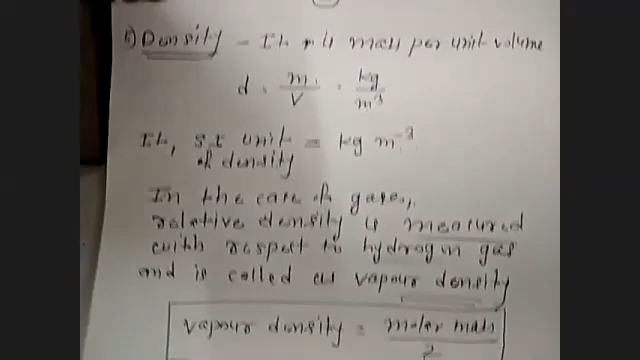 5) Density - It is mass per unit volume
d = m/V = kg/m³
It, S.I unit of density = kg m⁻³
In the case of gases,
relative density is measured
with respect to hydrogen gas
and is called as vapour density
vapour density = molar mass/2